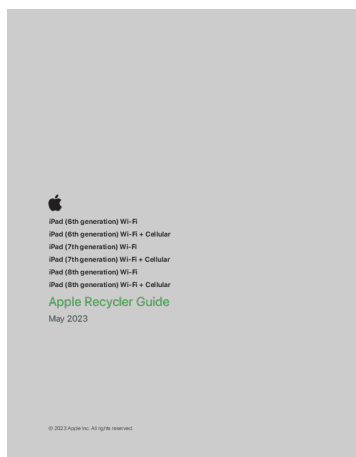 iPad (6th generation) Wi-Fi
iPad (6th generation) Wi-Fi + Cellular
iPad (7th generation) Wi-Fi
iPad (7th generation) Wi-Fi + Cellular
iPad (8th generation) Wi-Fi
iPad (8th generation) Wi-Fi + Cellular
Apple Recycler Guide
May 2023
© 2023 Apple Inc. All rights reserved.